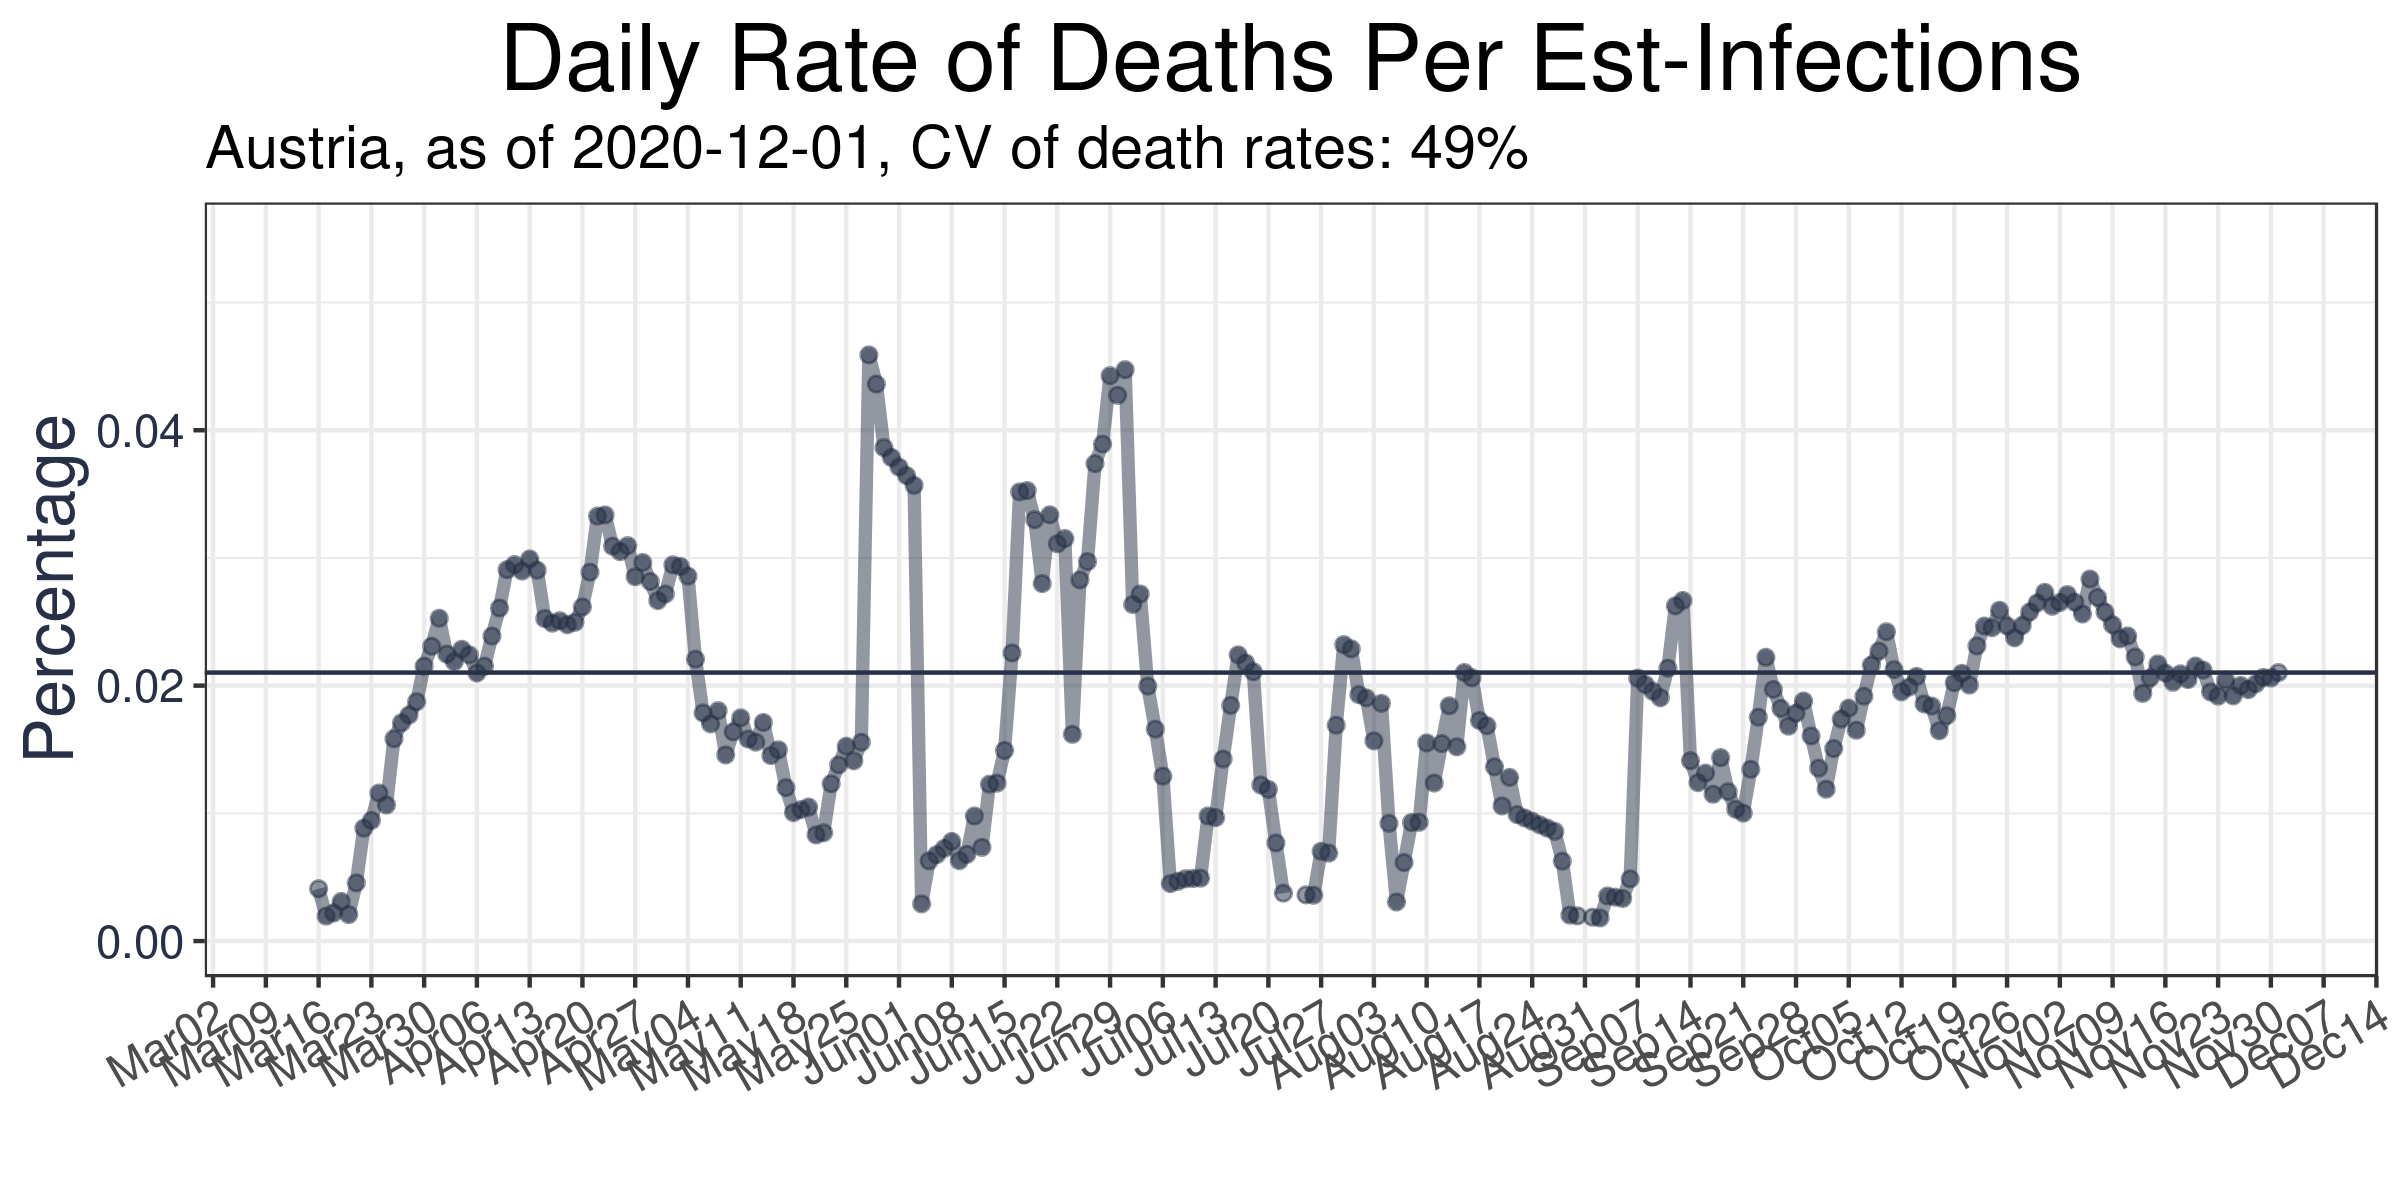 Daily Rate of Deaths Per Est-Infections
Austria, as of 2020-12-01, CV of death rates: 49%
Percentage
0.04
0.02
0.00
Mar02
Mar09
Mar16
Mar23
Mar30
Apr06
Apr13
Apr20
Apr27
May04
May11
May18
May25
Jun01
Jun08
Jun15
Jun22
Jun29
Jul06
Jul13
Jul20
Jul27
Aug03
Aug10
Aug17
Aug24
Aug31
Sep07
Sep14
Sep21
Sep28
Oct05
Oct12
Oct19
Oct26
Nov02
Nov09
Nov16
Nov23
Nov30
Dec07
Dec14